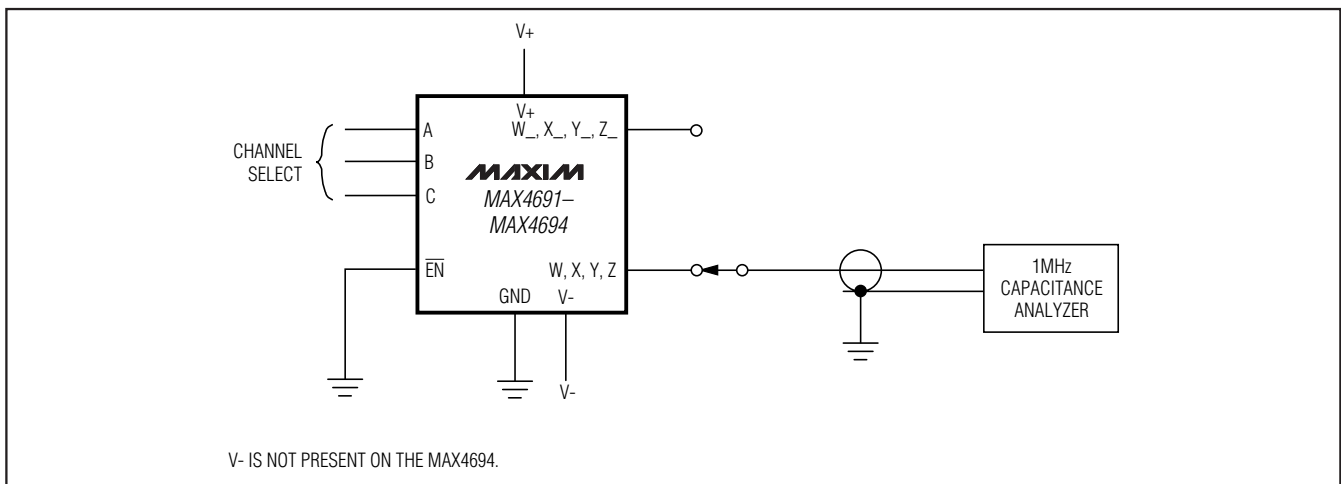 V+
V+
A
W_, X_, Y_, Z_
CHANNEL
SELECT
B
MAXIM
C
MAX4691–
MAX4694
EN
W, X, Y, Z
GND
V-
1MHz
CAPACITANCE
ANALYZER
V-
V- IS NOT PRESENT ON THE MAX4694.